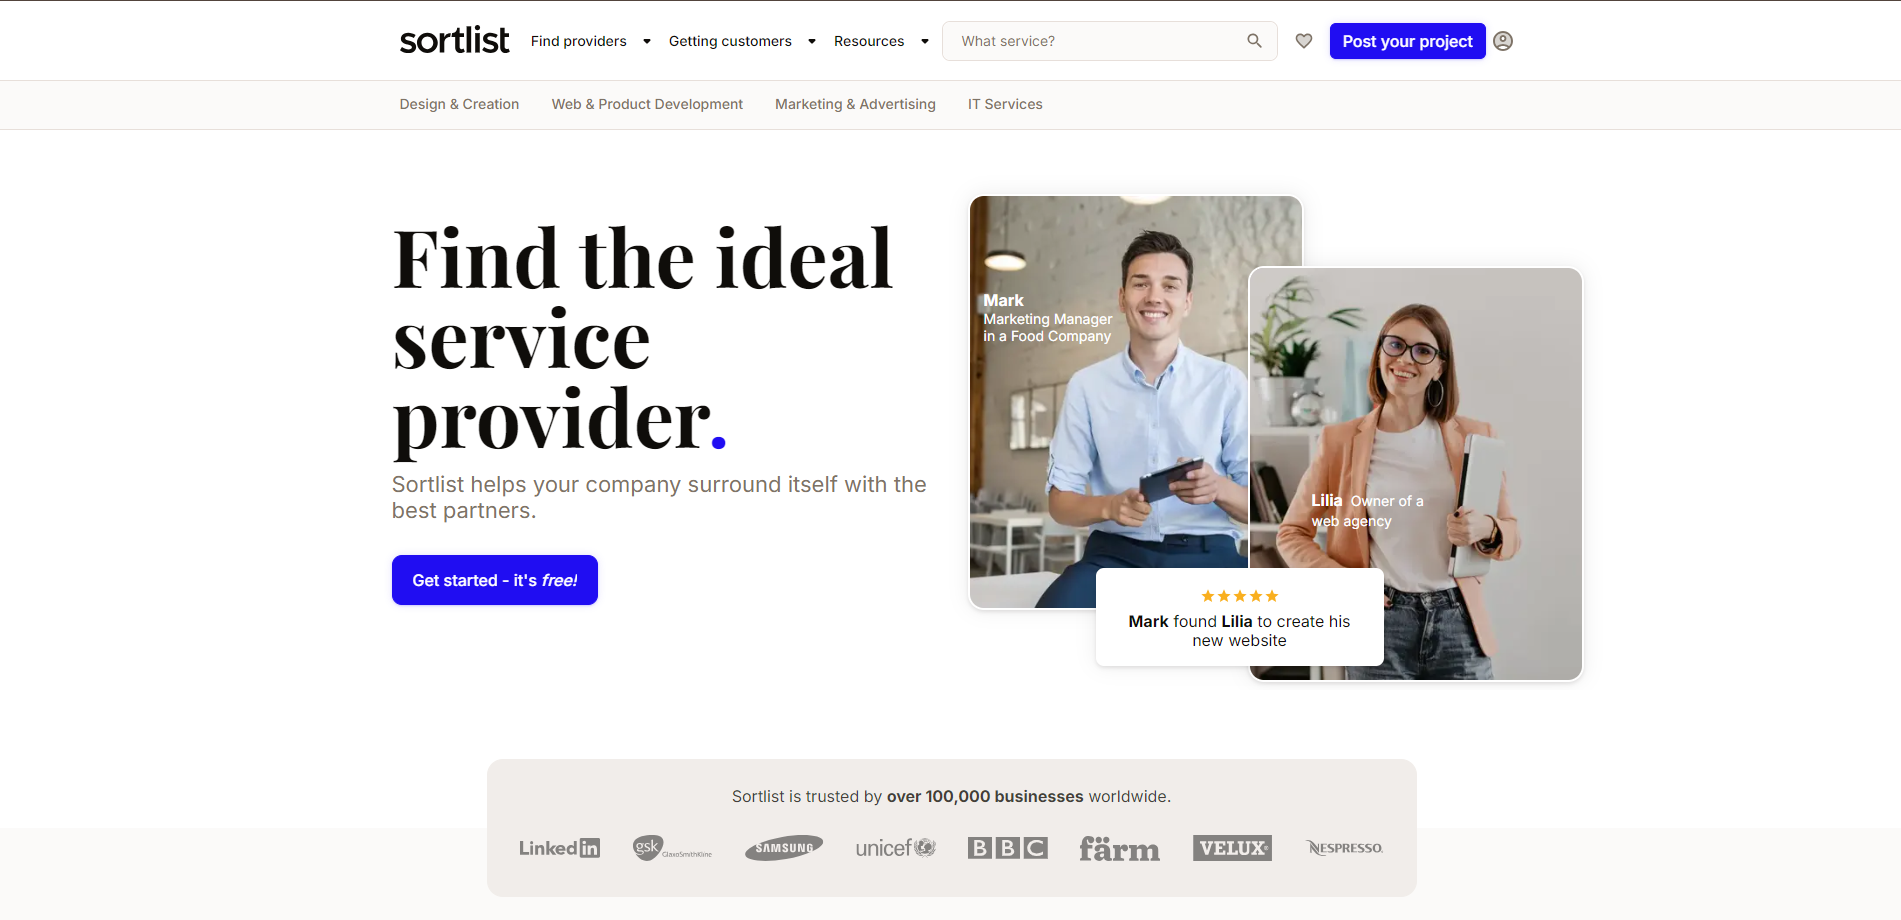 sortlist
Find providers
Getting customers
Resources
What service?
Post your project
Design & Creation
Web & Product Development
Marketing & Advertising
IT Services
Find the ideal
service
provider.
Sortlist helps your company surround itself with the
best partners.
Get started - it's free!
Mark
Marketing Manager
in a Food Company
Lilia Owner of a
web agency
Mark found Lilia to create his
new website
Sortlist is trusted by over 100,000 businesses worldwide.
LinkedIn
gsk GlaxoSmithKline
SAMSUNG
unicef
BBC
färm
VELUX®
NESPRESSO.